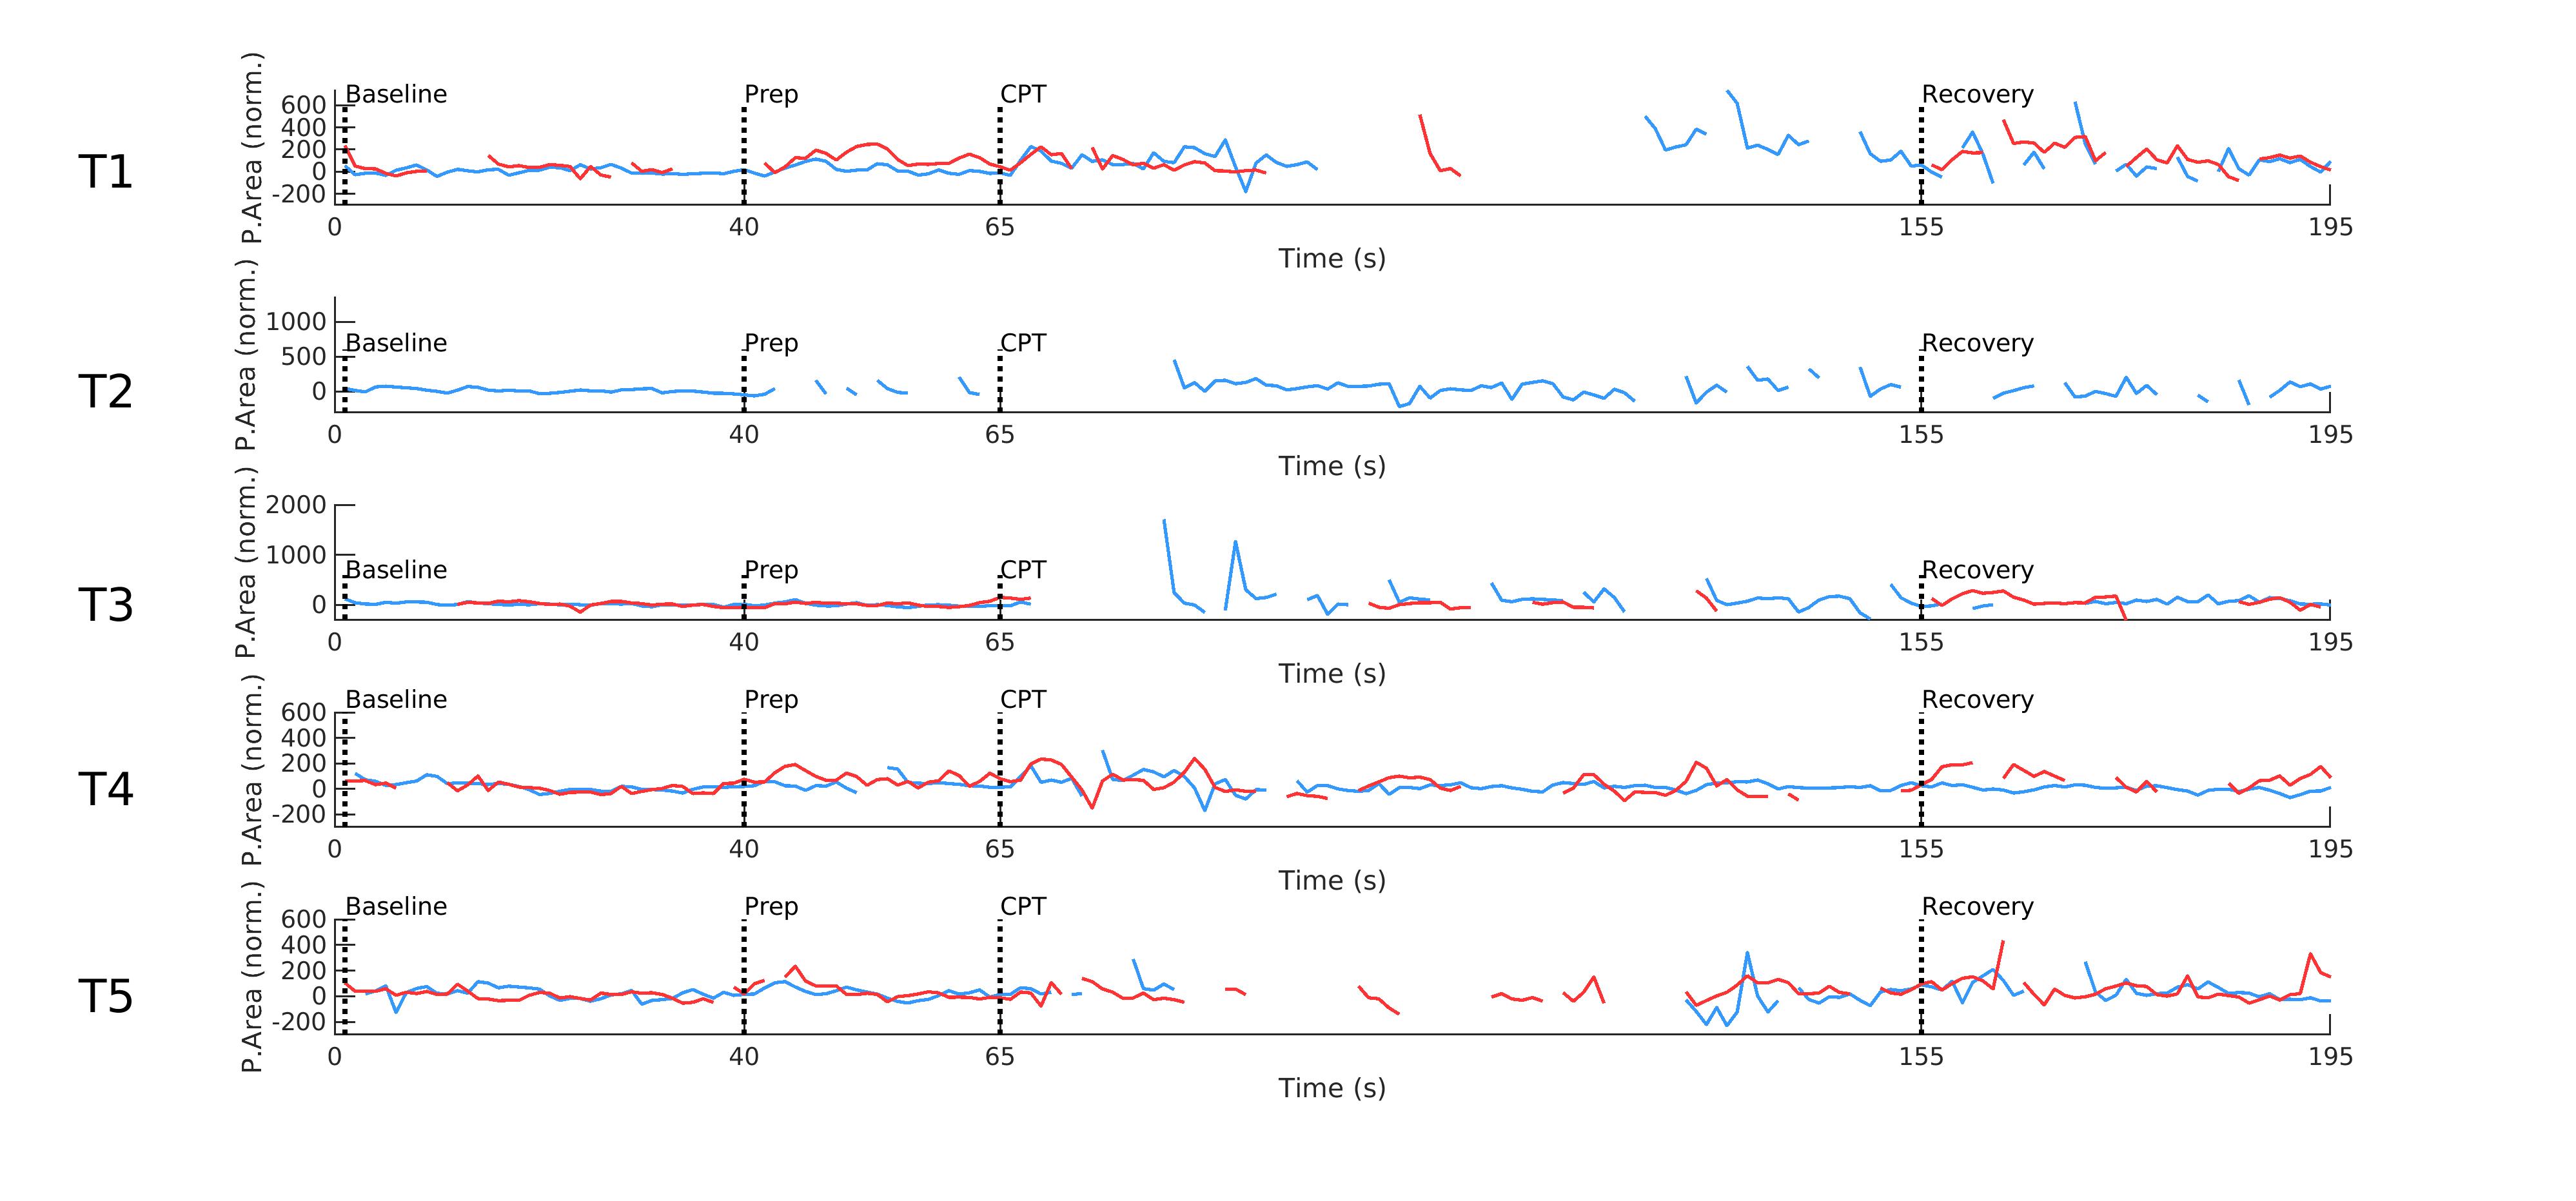 T1
P.Area (norm.)
600
400
200
0
-200
Baseline
Prep
CPT
Recovery
0
40
65
155
195
Time (s)
T2
P.Area (norm.)
1000
500
0
Baseline
Prep
CPT
Recovery
0
40
65
155
195
Time (s)
T3
P.Area (norm.)
2000
1000
0
Baseline
Prep
CPT
Recovery
0
40
65
155
195
Time (s)
T4
P.Area (norm.)
600
400
200
0
-200
Baseline
Prep
CPT
Recovery
0
40
65
155
195
Time (s)
T5
P.Area (norm.)
600
400
200
0
-200
Baseline
Prep
CPT
Recovery
0
40
65
155
195
Time (s)